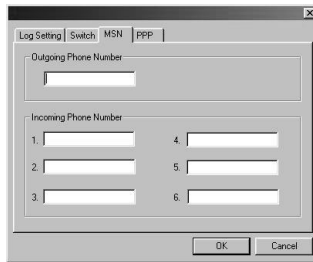 Log Setting Switch MSN PPP
Outgoing Phone Number
Incoming Phone Number
1. 4.
2. 5.
3. 6.
OK Cancel